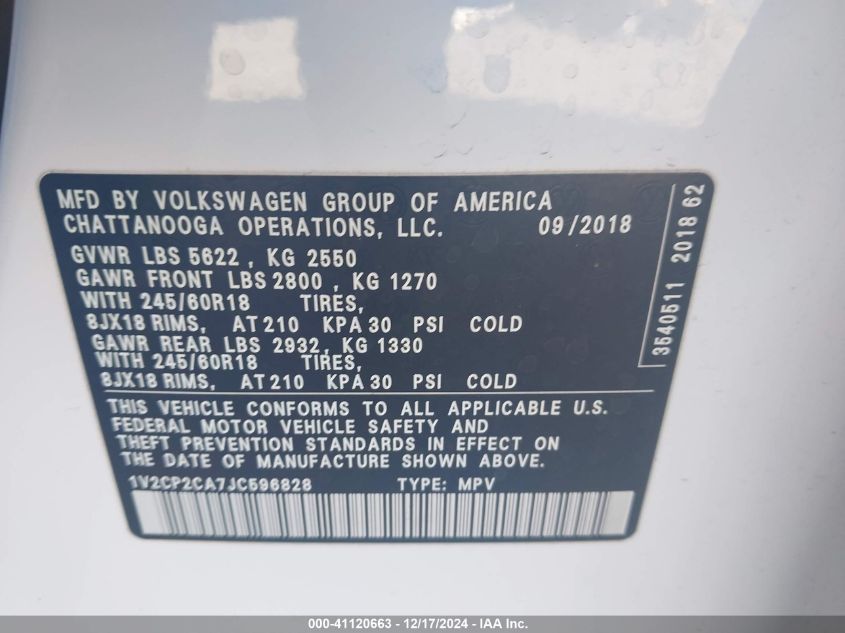 MFD BY VOLKSWAGEN GROUP OF AMERICA
CHATTANOOGA OPERATIONS, LLC. 09/2018
GVWR LBS 5622 , KG 2550
GAWR FRONT LBS 2800 , KG 1270
WITH 245/60R18 TIRES,
8JX18 RIMS, AT 210 KPA 30 PSI COLD
GAWR REAR LBS 2932, KG 1330
WITH 245/60R18 TIRES,
8JX18 RIMS, AT 210 KPA 30 PSI COLD
THIS VEHICLE CONFORMS TO ALL APPLICABLE U.S.
FEDERAL MOTOR VEHICLE SAFETY AND
THEFT PREVENTION STANDARDS IN EFFECT ON
THE DATE OF MANUFACTURE SHOWN ABOVE.
1V2CP2CA7JC596828 TYPE: MPV
3540511 2018 62
000-41120663 - 12/17/2024 - IAA Inc.